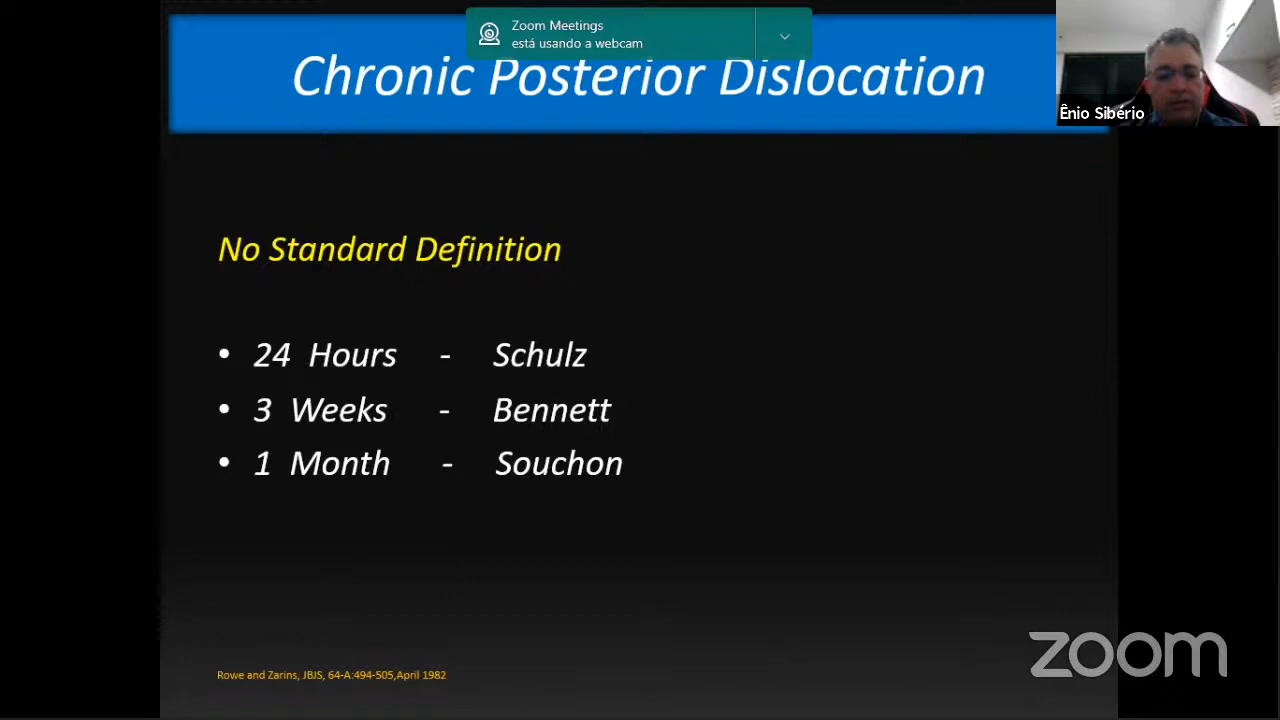 Zoom Meetings
está usando a webcam
Chronic Posterior Dislocation
Ênio Sibério
No Standard Definition
• 24 Hours - Schulz
• 3 Weeks - Bennett
• 1 Month - Souchon
Rowe and Zarins, JBJS, 64-A:494-505,April 1982
zoom